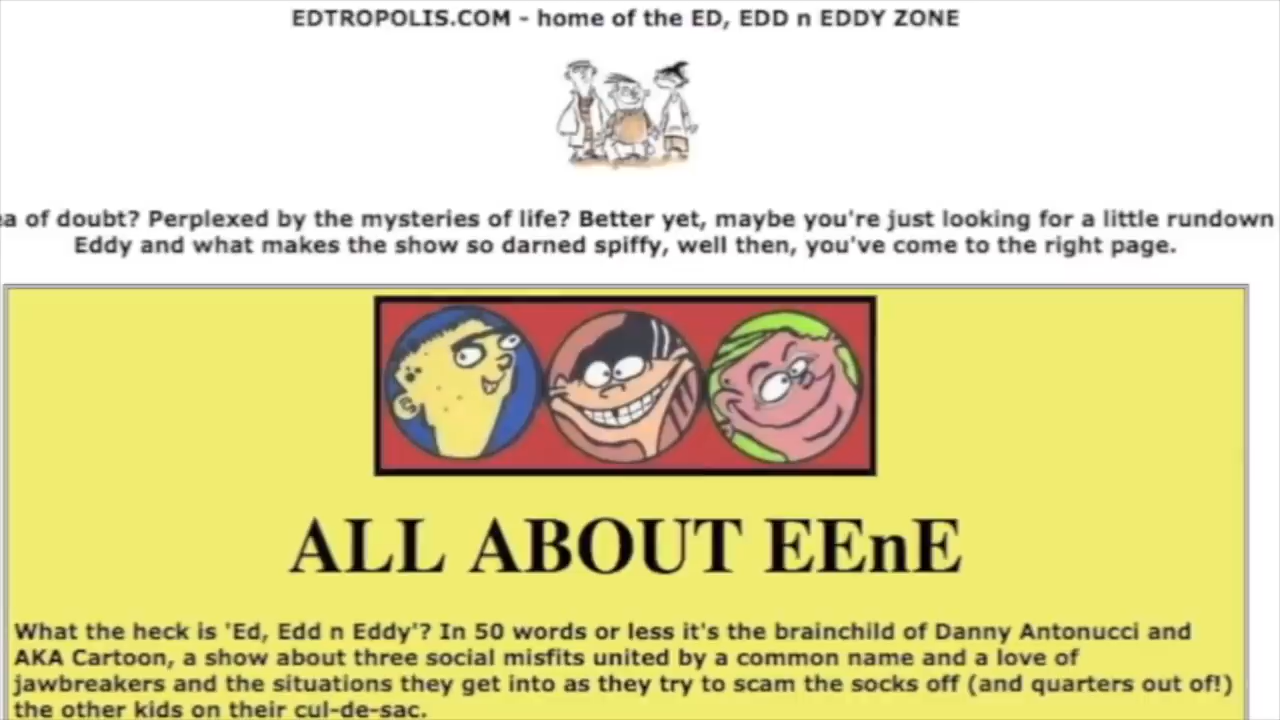 EDTROPOLIS.COM - home of the ED, EDD n EDDY ZONE
ea of doubt? Perplexed by the mysteries of life? Better yet, maybe you're just looking for a little rundown
Eddy and what makes the show so darned spiffy, well then, you've come to the right page.
ALL ABOUT EEnE
What the heck is 'Ed, Edd n Eddy'? In 50 words or less it's the brainchild of Danny Antonucci and
AKA Cartoon, a show about three social misfits united by a common name and a love of
jawbreakers and the situations they get into as they try to scam the socks off (and quarters out of!)
the other kids on their cul-de-sac.